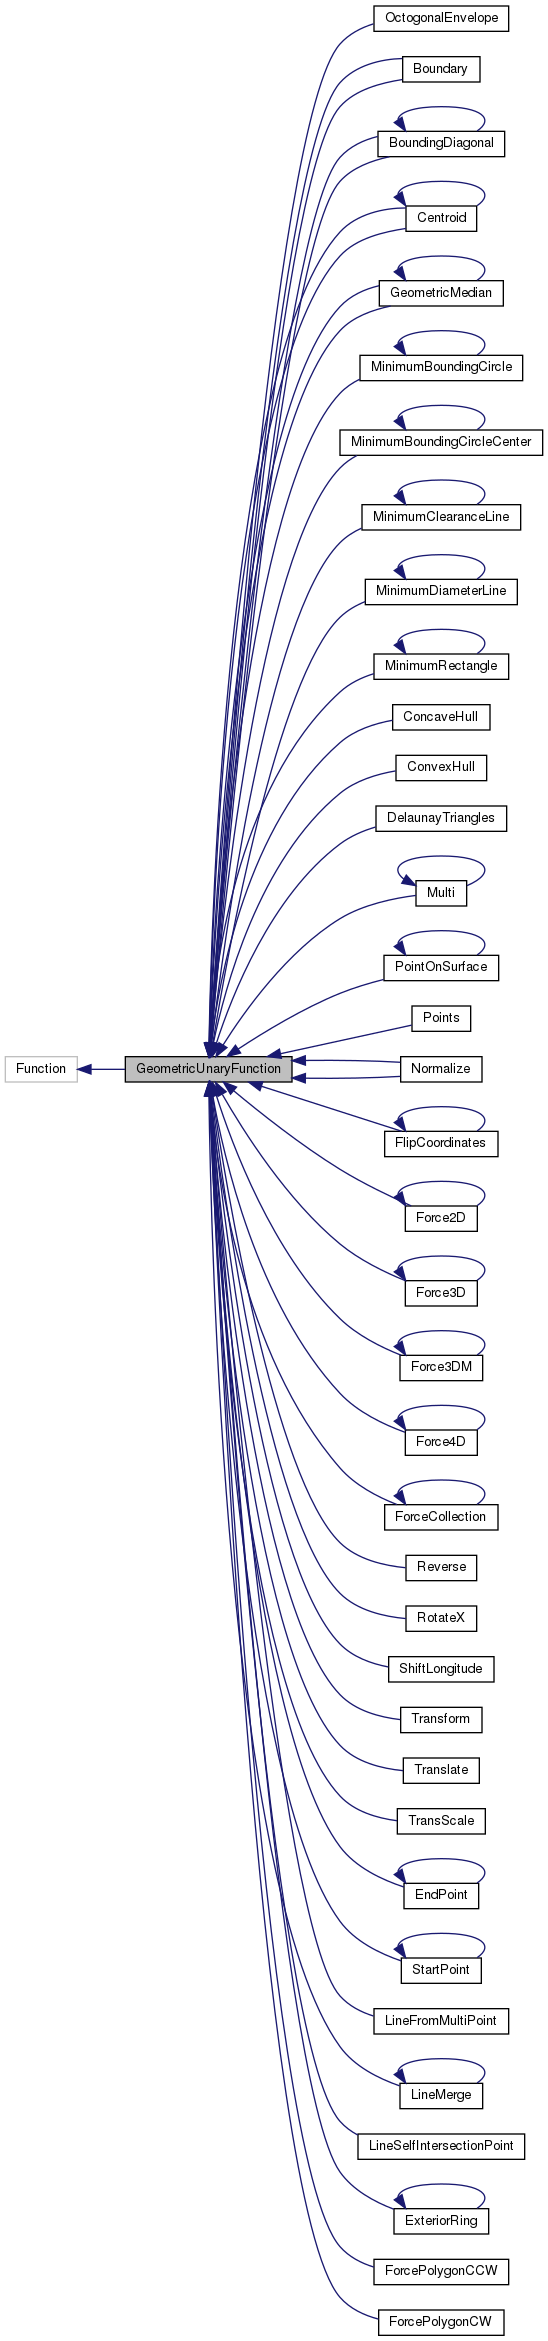 OctogonalEnvelope
Boundary
BoundingDiagonal
Centroid
GeometricMedian
MinimumBoundingCircle
MinimumBoundingCircleCenter
MinimumClearanceLine
MinimumDiameterLine
MinimumRectangle
ConcaveHull
ConvexHull
DelaunayTriangles
Multi
PointOnSurface
Points
Function
GeometricUnaryFunction
Normalize
FlipCoordinates
Force2D
Force3D
Force3DM
Force4D
ForceCollection
Reverse
RotateX
ShiftLongitude
Transform
Translate
TransScale
EndPoint
StartPoint
LineFromMultiPoint
LineMerge
LineSelfIntersectionPoint
ExteriorRing
ForcePolygonCCW
ForcePolygonCW